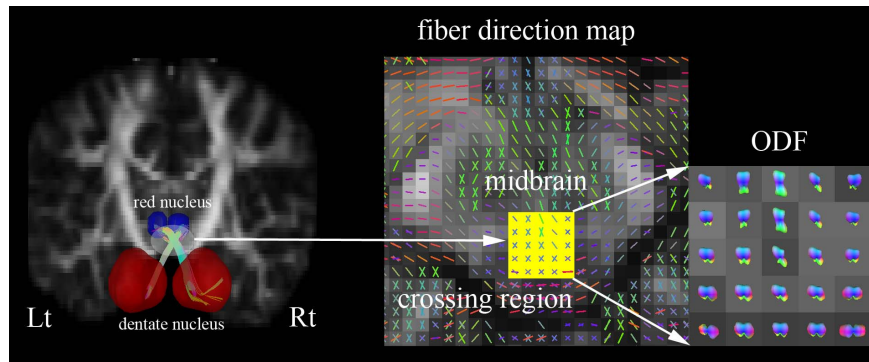 fiber direction map
ODF
midbrain
red nucleus
crossing region
Lt
dentate nucleus
Rt